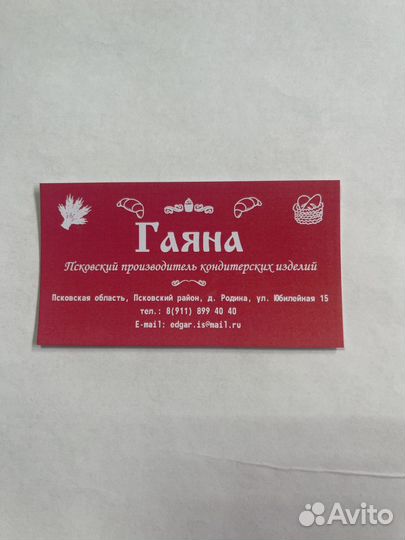 Гаяна
Псковский производитель кондитерских изделий
Псковская область, Псковский район, д. Родина, ул. Юбилейная 15
тел.: 8(911) 899 40 40
E-mail: edgar.is@mail.ru
Avito